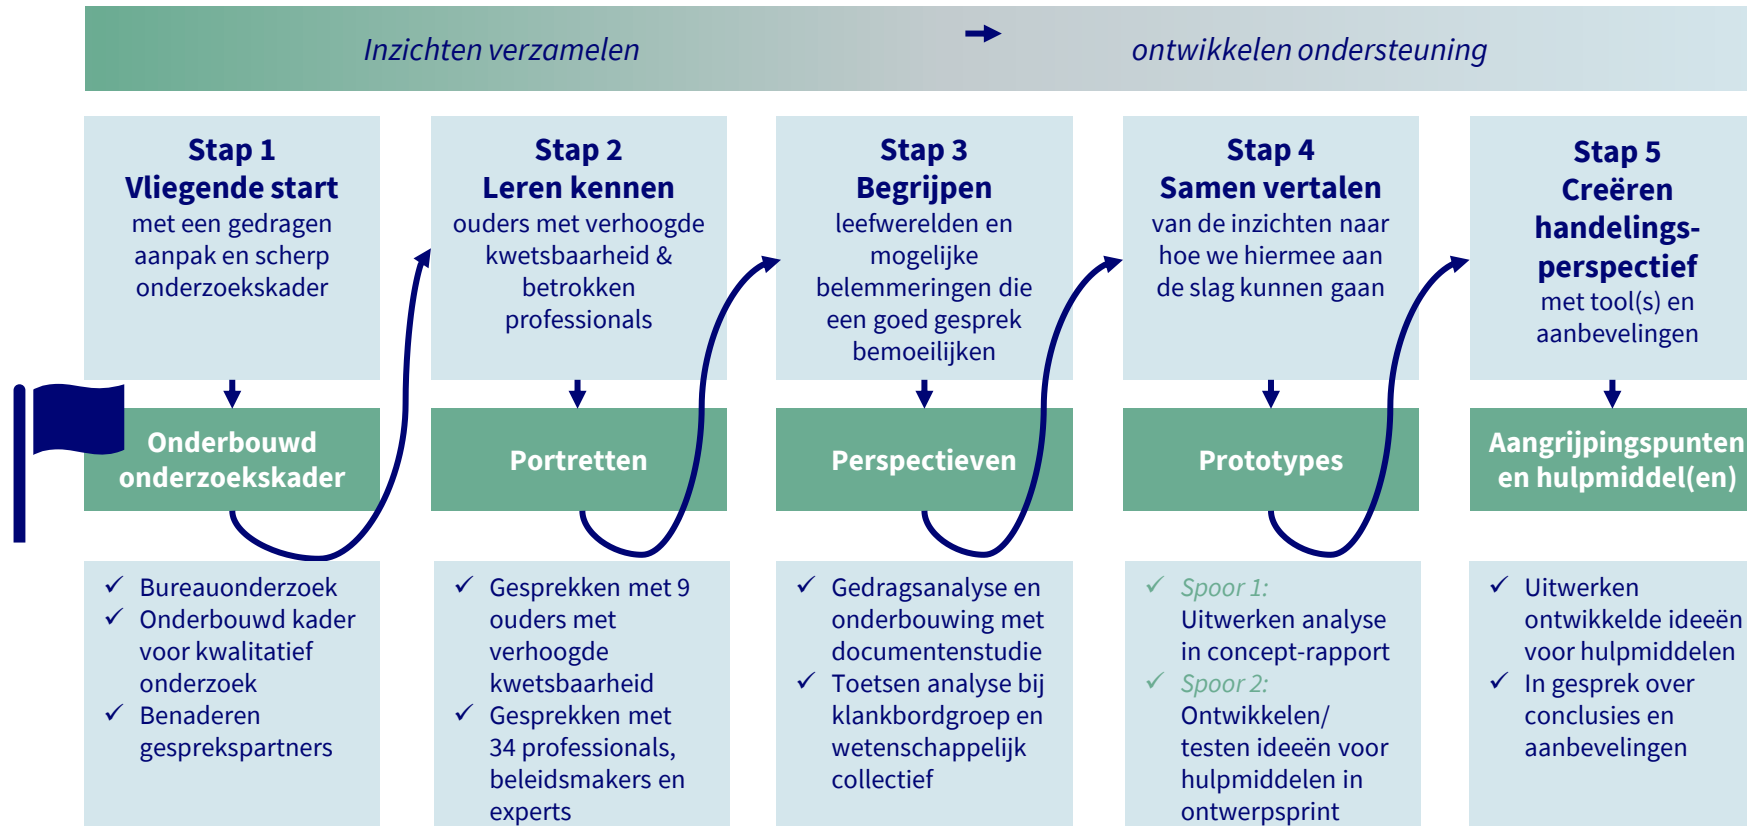 Inzichten verzamelen
ontwikkelen ondersteuning
Stap 1
Vliegende start
met een gedragen
aanpak en scherp
onderzoekskader
Stap 2
Leren kennen
ouders met verhoogde
kwetsbaarheid &
betrokken
professionals
Stap 3
Begrijpen
leefwerelden en
mogelijke
belemmeringen die
een goed gesprek
bemoeilijken
Stap 4
Samen vertalen
van de inzichten naar
hoe we hiermee aan
de slag kunnen gaan
Stap 5
Creëren
handelings-
perspectief
met tool(s) en
aanbevelingen
Onderbouwd
onderzoekskader
Portretten
Perspectieven
Prototypes
Aangrijpingspunten
en hulpmiddel(en)
✓ Bureauonderzoek
✓ Onderbouwd kader
voor kwalitatief
onderzoek
✓ Benaderen
gesprekspartners
✓ Gesprekken met 9
ouders met
verhoogde
kwetsbaarheid
✓ Gesprekken met
34 professionals,
beleidsmakers en
experts
✓ Gedragsanalyse en
onderbouwing met
documentenstudie
✓ Toetsen analyse bij
klankbordgroep en
wetenschappelijk
collectief
✓ Spoor 1:
Uitwerken analyse
in concept-rapport
✓ Spoor 2:
Ontwikkelen/
testen ideeën voor
hulpmiddelen in
ontwerpsprint
✓ Uitwerken
ontwikkelde ideeën
voor hulpmiddelen
✓ In gesprek over
conclusies en
aanbevelingen